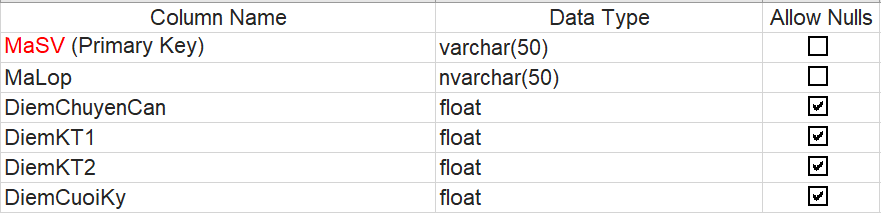 Column Name Data Type Allow Nulls
MaSV (Primary Key) varchar(50)
MaLop nvarchar(50)
DiemChuyenCan float
DiemKT1 float
DiemKT2 float
DiemCuoiKy float